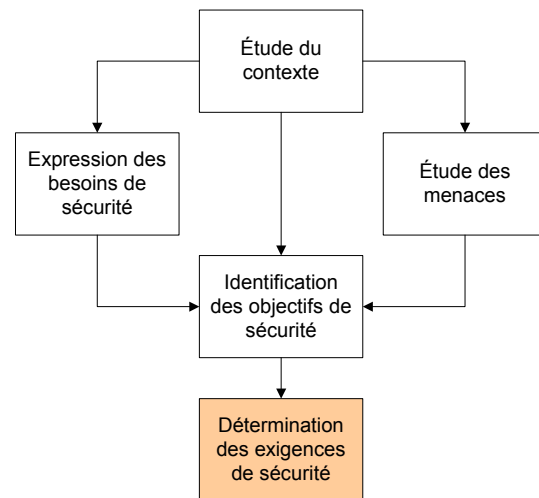 Étude du
contexte
Expression des
besoins de
sécurité
Étude des
menaces
Identification
des objectifs de
sécurité
Détermination
des exigences
de sécurité